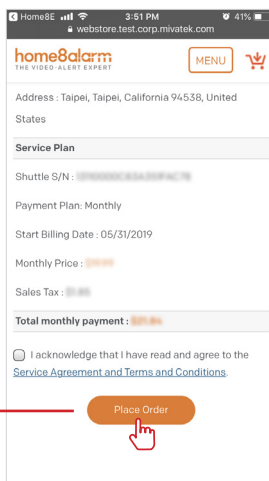 Home8E 3:51 PM 41%
webstore.test.corp.mivatek.com
home8alarm
THE VIDEO-ALERT EXPERT
MENU
Address : Taipei, Taipei, California 94538, United
States
Service Plan
Shuttle S/N :
Payment Plan: Monthly
Start Billing Date : 05/31/2019
Monthly Price :
Sales Tax :
Total monthly payment :
I acknowledge that I have read and agree to the
Service Agreement and Terms and Conditions.
Place Order